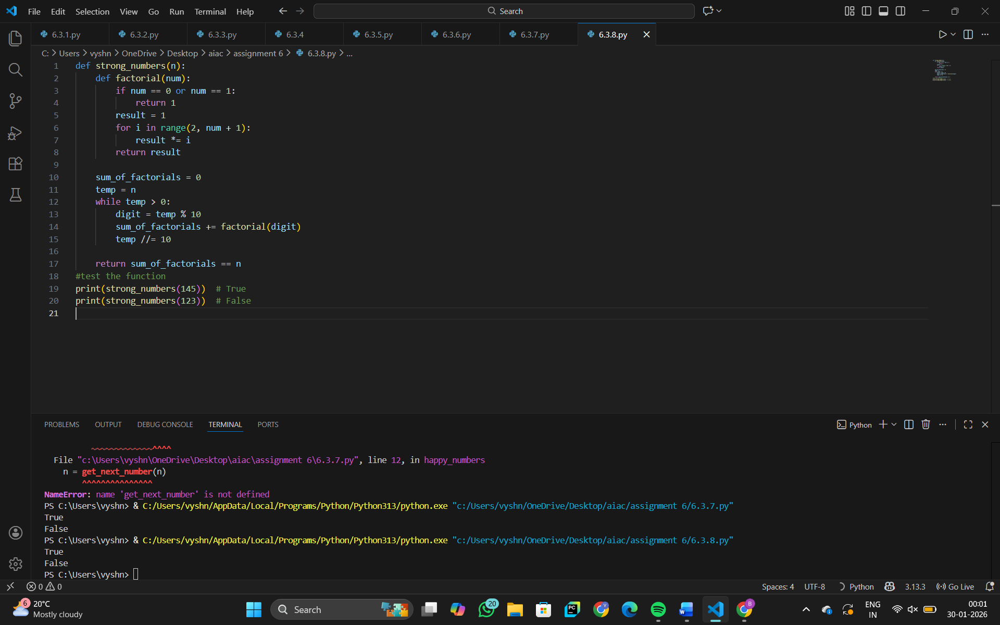 File Edit Selection View Go Run Terminal Help Search
6.3.1.py 6.3.2.py 6.3.3.py 6.3.4 6.3.5.py 6.3.6.py 6.3.7.py 6.3.8.py
C: > Users > vyshn > OneDrive > Desktop > aiac > assignment 6 > 6.3.8.py > ...
1 def strong_numbers(n):
2     def factorial(num):
3         if num == 0 or num == 1:
4             return 1
5         result = 1
6         for i in range(2, num + 1):
7             result *= i
8         return result
9
10     sum_of_factorials = 0
11     temp = n
12     while temp > 0:
13         digit = temp % 10
14         sum_of_factorials += factorial(digit)
15         temp //= 10
16
17     return sum_of_factorials == n
18 #test the function
19 print(strong_numbers(145))  # True
20 print(strong_numbers(123))  # False
21
PROBLEMS OUTPUT DEBUG CONSOLE TERMINAL PORTS Python
~~~~~~~~~~~~~^^^^
File "c:\Users\vyshn\OneDrive\Desktop\aiac\assignment 6\6.3.7.py", line 12, in happy_numbers
n = get_next_number(n)
^^^^^^^^^^^^^^^
NameError: name 'get_next_number' is not defined
PS C:\Users\vyshn> & C:/Users/vyshn/AppData/Local/Programs/Python/Python313/python.exe "c:/Users/vyshn/OneDrive/Desktop/aiac/assignment 6/6.3.7.py"
True
False
PS C:\Users\vyshn> & C:/Users/vyshn/AppData/Local/Programs/Python/Python313/python.exe "c:/Users/vyshn/OneDrive/Desktop/aiac/assignment 6/6.3.8.py"
True
False
PS C:\Users\vyshn>
0 0 Spaces: 4 UTF-8 Python 3.13.3 Go Live
6 20°C Search PC 20 V W B ENG 00:01
Mostly cloudy IN 30-01-2026